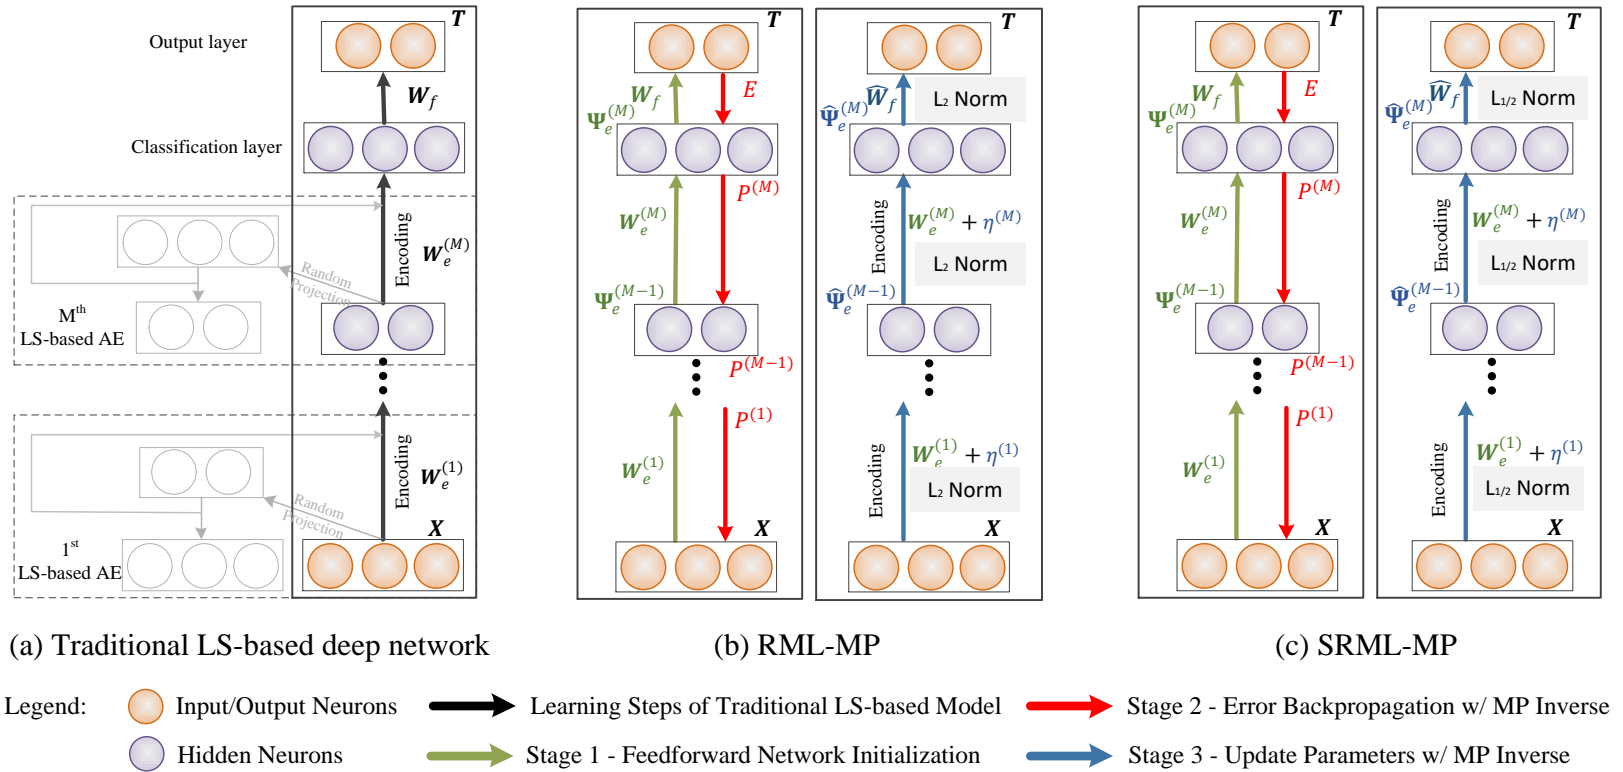 T
Output layer
W_f
Classification layer
Encoding
W_e^(M)
Random
Projection
M^th
LS-based AE
Encoding
W_e^(1)
Random
Projection
X
1^st
LS-based AE
(a) Traditional LS-based deep network
T
W_f
E
Ψ_e^(M)
P^(M)
W_e^(M)
Ψ_e^(M−1)
P^(M−1)
P^(1)
W_e^(1)
X
T
Ŵ_f
L₂ Norm
Ψ̂_e^(M)
Encoding
W_e^(M) + η^(M)
L₂ Norm
Ψ̂_e^(M−1)
Encoding
W_e^(1) + η^(1)
L₂ Norm
X
(b) RML-MP
T
W_f
E
Ψ_e^(M)
P^(M)
W_e^(M)
Ψ_e^(M−1)
P^(M−1)
P^(1)
W_e^(1)
X
T
Ŵ_f
L_1/2 Norm
Ψ̂_e^(M)
Encoding
W_e^(M) + η^(M)
L_1/2 Norm
Ψ̂_e^(M−1)
Encoding
W_e^(1) + η^(1)
L_1/2 Norm
X
(c) SRML-MP
Legend:
Input/Output Neurons
Learning Steps of Traditional LS-based Model
Stage 2 - Error Backpropagation w/ MP Inverse
Hidden Neurons
Stage 1 - Feedforward Network Initialization
Stage 3 - Update Parameters w/ MP Inverse